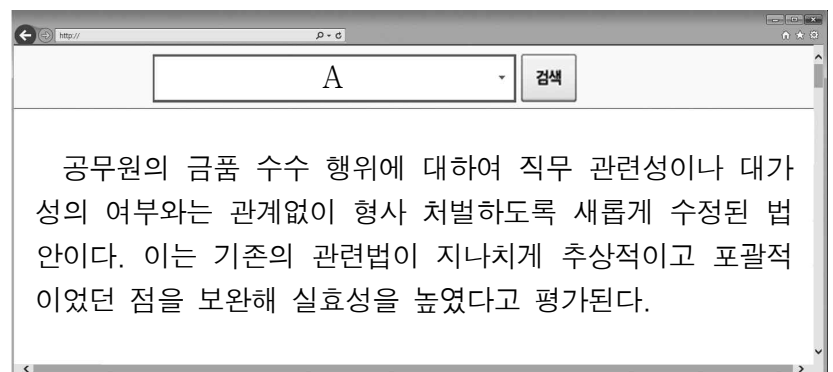 http://
A
검색
공무원의 금품 수수 행위에 대하여 직무 관련성이나 대가
성의 여부와는 관계없이 형사 처벌하도록 새롭게 수정된 법
안이다. 이는 기존의 관련법이 지나치게 추상적이고 포괄적
이었던 점을 보완해 실효성을 높였다고 평가된다.